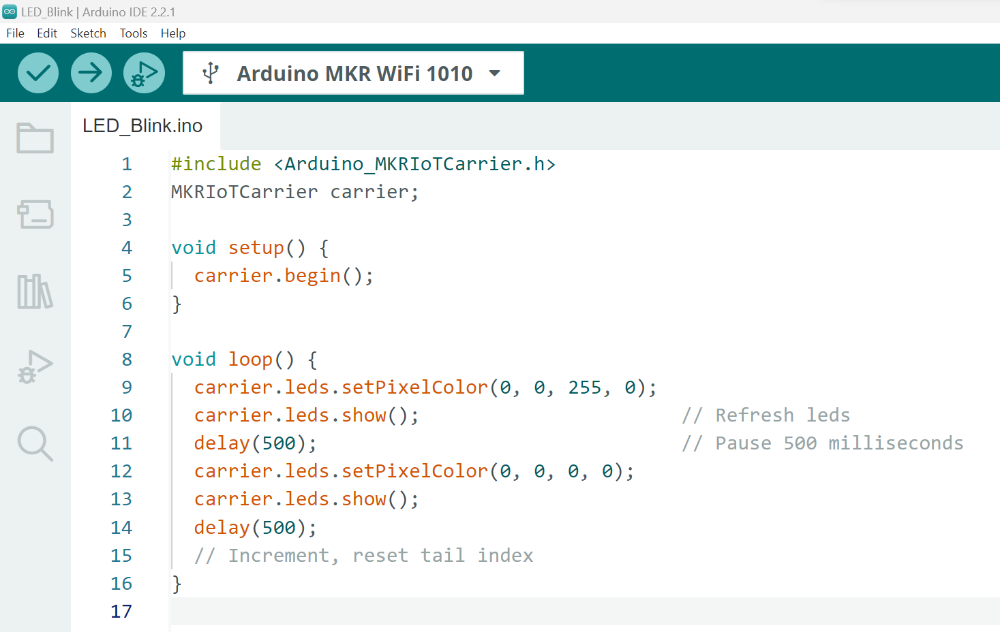 LED_Blink | Arduino IDE 2.2.1
File Edit Sketch Tools Help
Arduino MKR WiFi 1010
LED_Blink.ino
1 #include <Arduino_MKRIoTCarrier.h>
2 MKRIoTCarrier carrier;
3
4 void setup() {
5 carrier.begin();
6 }
7
8 void loop() {
9 carrier.leds.setPixelColor(0, 0, 255, 0);
10 carrier.leds.show(); // Refresh leds
11 delay(500); // Pause 500 milliseconds
12 carrier.leds.setPixelColor(0, 0, 0, 0);
13 carrier.leds.show();
14 delay(500);
15 // Increment, reset tail index
16 }
17